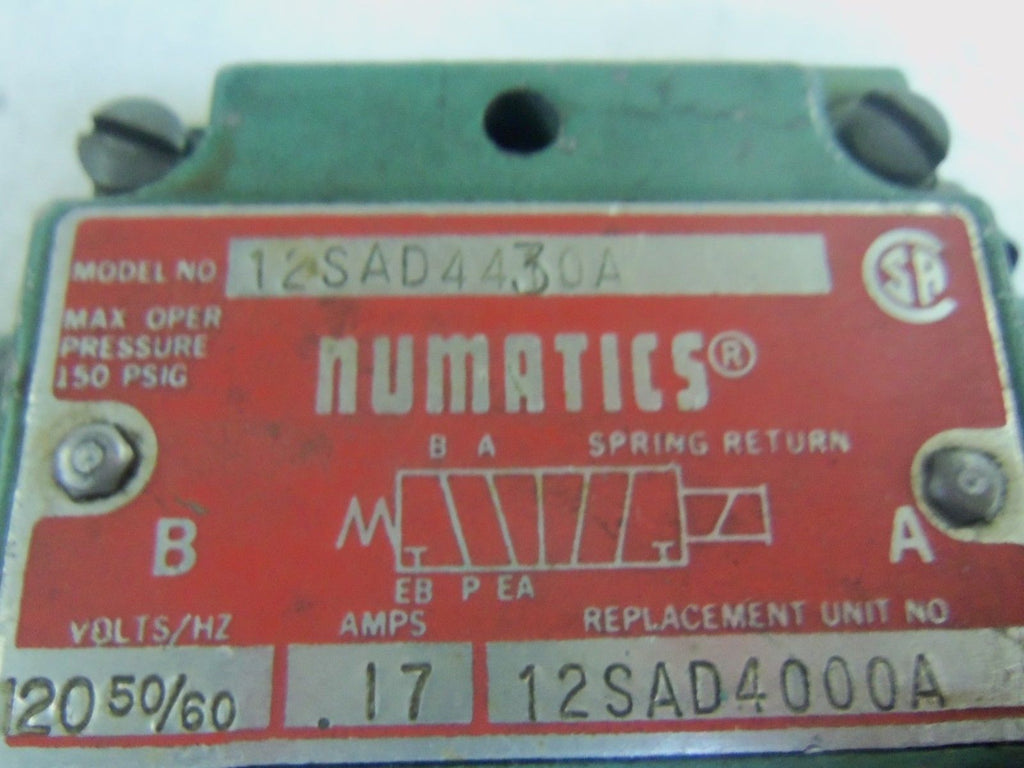 MODEL NO 12SAD4430A
SA
MAX OPER
PRESSURE
150 PSIG
NUMATICS®
B A SPRING RETURN
B A
EB P EA
VOLTS/HZ AMPS REPLACEMENT UNIT NO
120 50/60 .17 12SAD4000A